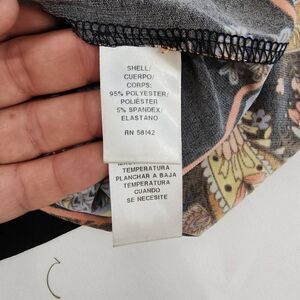 SHELL/
CUERPO/
CORPS:
95% POLYESTER/
POLIÉSTER
5% SPANDEX/
ELASTANO
RN 58142
TEMPERATURA
PLANCHAR A BAJA
TEMPERATURA
CUANDO
SE NECESITE